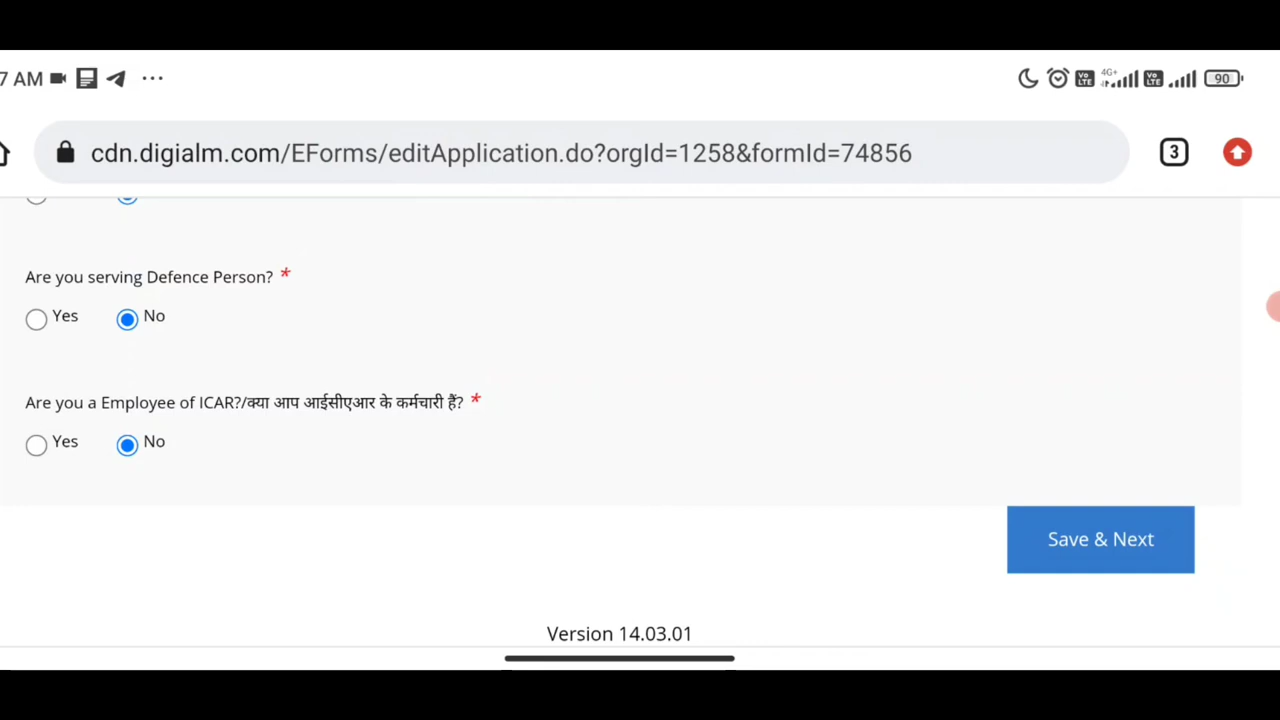 7 AM
4G+
90
cdn.digialm.com/EForms/editApplication.do?orgId=1258&formId=74856
3
Are you serving Defence Person? *
Yes No
Are you a Employee of ICAR?/क्या आप आईसीएआर के कर्मचारी हैं? *
Yes No
Save & Next
Version 14.03.01